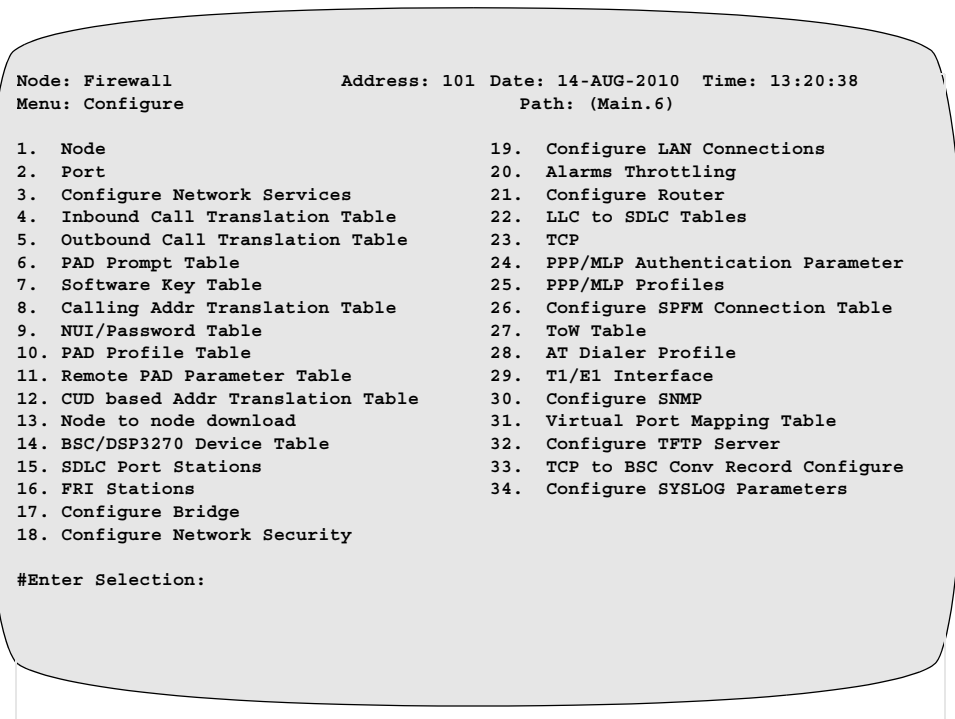 Node: Firewall Address: 101 Date: 14-AUG-2010 Time: 13:20:38
Menu: Configure Path: (Main.6)
1. Node
2. Port
3. Configure Network Services
4. Inbound Call Translation Table
5. Outbound Call Translation Table
6. PAD Prompt Table
7. Software Key Table
8. Calling Addr Translation Table
9. NUI/Password Table
10. PAD Profile Table
11. Remote PAD Parameter Table
12. CUD based Addr Translation Table
13. Node to node download
14. BSC/DSP3270 Device Table
15. SDLC Port Stations
16. FRI Stations
17. Configure Bridge
18. Configure Network Security
19. Configure LAN Connections
20. Alarms Throttling
21. Configure Router
22. LLC to SDLC Tables
23. TCP
24. PPP/MLP Authentication Parameter
25. PPP/MLP Profiles
26. Configure SPFM Connection Table
27. ToW Table
28. AT Dialer Profile
29. T1/E1 Interface
30. Configure SNMP
31. Virtual Port Mapping Table
32. Configure TFTP Server
33. TCP to BSC Conv Record Configure
34. Configure SYSLOG Parameters
#Enter Selection: